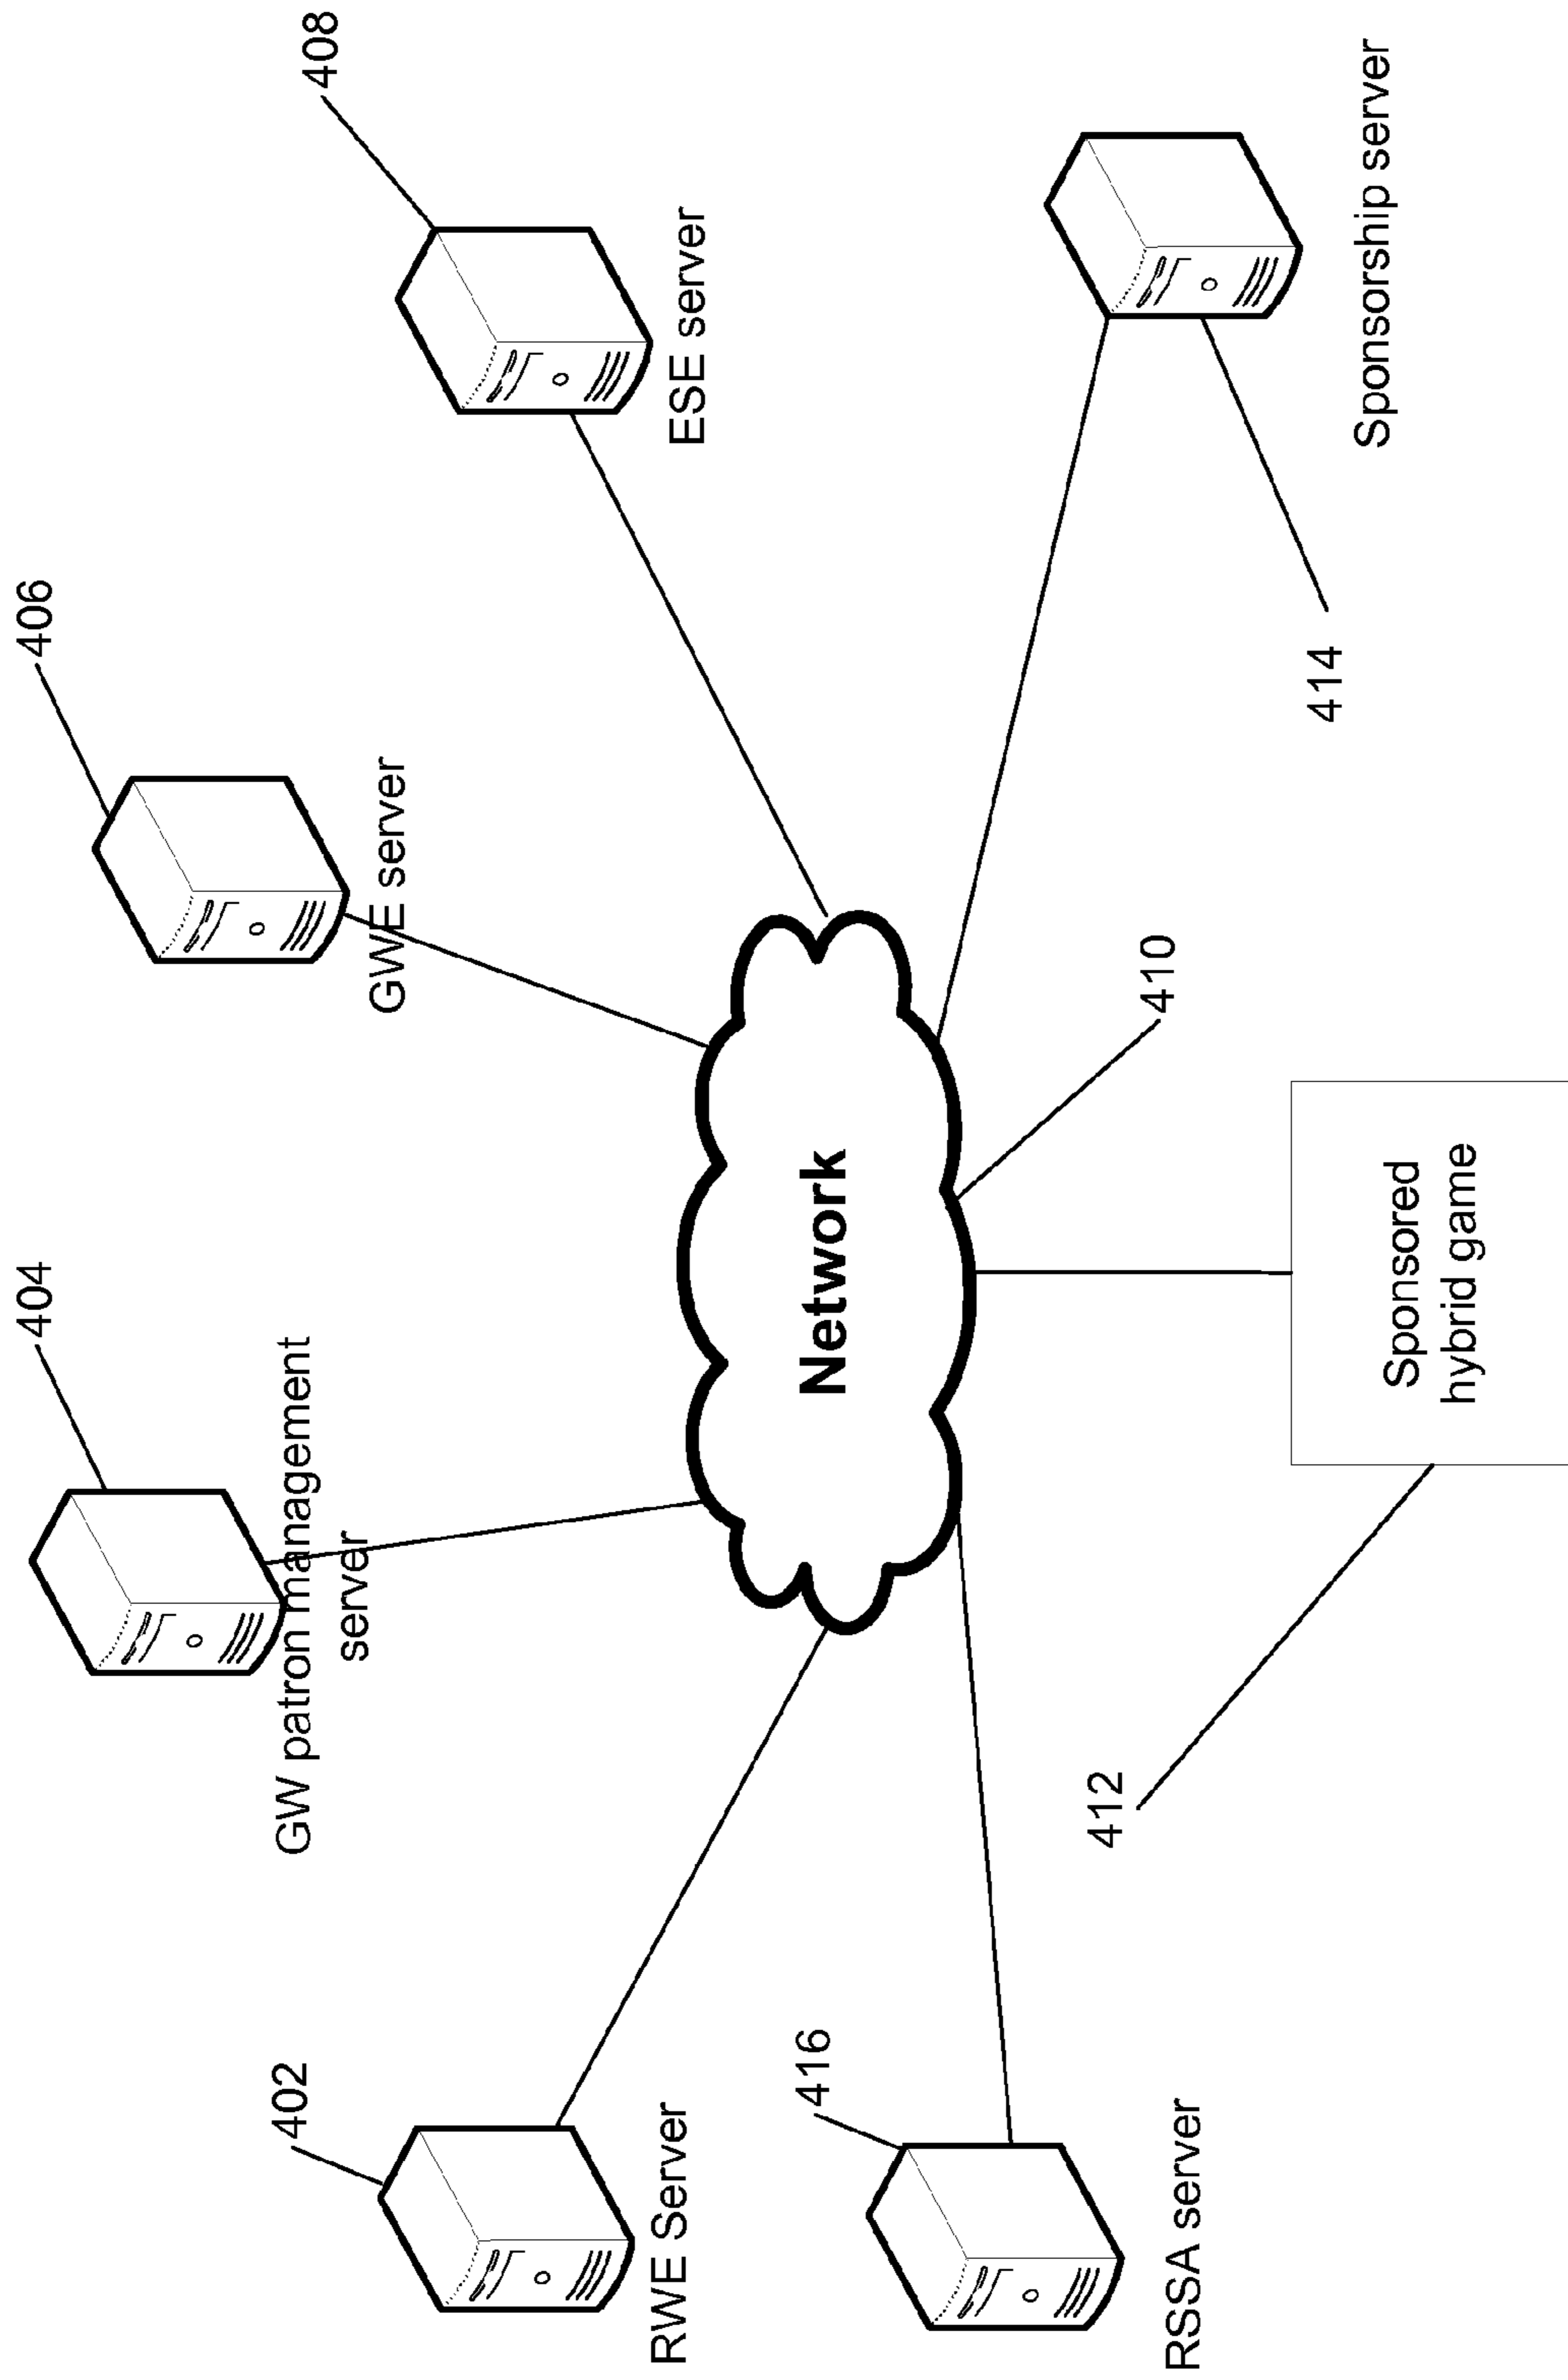 404
406
408
402
GW patron management
server
GWE server
RWE Server
ESE server
416
Network
RSSA server
412
410
414
Sponsored
hybrid game
Sponsorship server